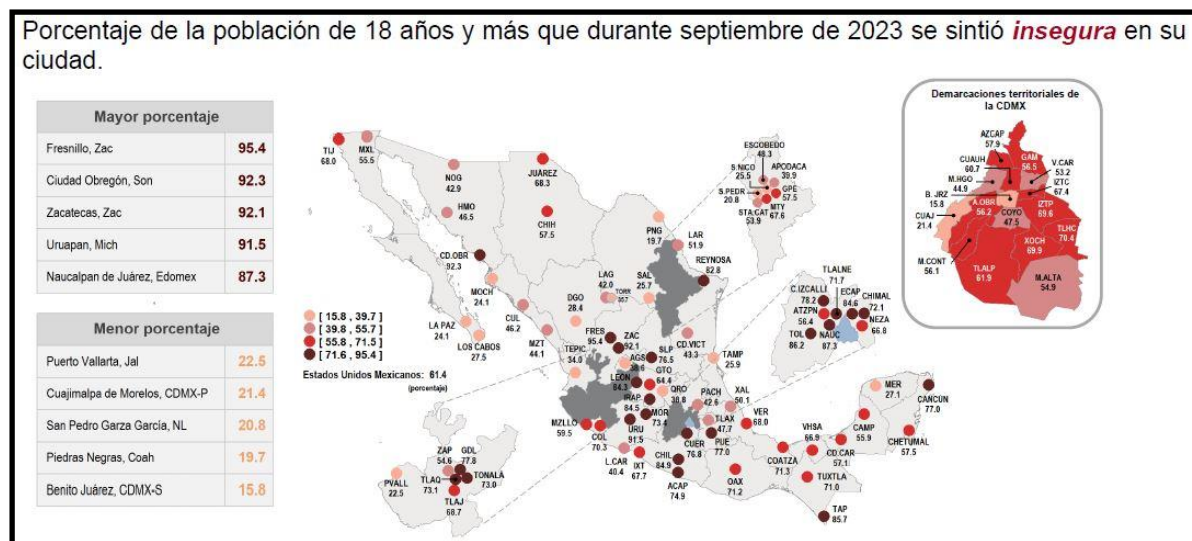 Porcentaje de la población de 18 años y más que durante septiembre de 2023 se sintió insegura en su
ciudad.
Mayor porcentaje
Fresnillo, Zac 95.4
Ciudad Obregón, Son 92.3
Zacatecas, Zac 92.1
Uruapan, Mich 91.5
Naucalpan de Juárez, Edomex 87.3
Menor porcentaje
Puerto Vallarta, Jal 22.5
Cuajimalpa de Morelos, CDMX-P 21.4
San Pedro Garza García, NL 20.8
Piedras Negras, Coah 19.7
Benito Juárez, CDMX-S 15.8
TIJ
68.0
MXL
55.5
NOG
42.9
HMO
46.5
JUÁREZ
68.3
CHIH
57.5
CD.OBR
92.3
MOCH
24.1
LA PAZ
24.1
LOS CABOS
27.5
CUL
46.2
MZT
44.1
DGO
28.4
LAG
42.0
TORR
SAL
25.7
PNG
19.7
LAR
51.9
REYNOSA
82.8
ESCOBEDO
48.3
S.NICO
25.5
APODACA
39.9
S.PEDR
20.8
GPE
57.5
MTY
67.6
STA.CAT
53.9
[ 15.8 , 39.7]
[ 39.8 , 55.7]
[ 55.8 , 71.5]
[ 71.6 , 95.4]
Estados Unidos Mexicanos: 61.4
(porcentaje)
FRES
95.4
ZAC
92.1
TEPIC
34.0
AGS
38.6
SLP
76.5
CD.VICT
43.3
TAMP
25.9
LEÓN
84.3
GTO
64.4
IRAP
84.5
QRO
38.8
MOR
73.4
URU
91.5
PACH
42.6
XAL
50.1
TLAX
47.7
VER
68.0
MZLLO
59.5
COL
70.3
L.CAR
40.4
IXT
67.7
CHIL
84.9
ACAP
74.9
CUER
76.8
PUE
77.0
OAX
71.2
COATZA
71.3
VHSA
66.9
TUXTLA
71.0
TAP
85.7
CD.CAR
57.1
CAMP
55.9
MER
27.1
CANCÚN
77.0
CHETUMAL
57.5
TLALNE
71.7
C.IZCALLI
78.2
ECAP
84.6
CHIMAL
72.1
ATZPN
56.4
NEZA
66.8
TOL
86.2
NAUC
87.3
ZAP
54.6
GDL
77.8
TONALÁ
73.0
TLAQ
73.1
PVALL
22.5
TLAJ
68.7
Demarcaciones territoriales de
la CDMX
AZCAP
57.9
GAM
56.5
CUAUH
60.7
V.CAR
53.2
M.HGO
44.9
IZTC
67.4
B.JRZ
15.8
A.OBR
56.2
COYO
47.5
IZTP
69.6
CUAJ
21.4
TLHC
70.4
XOCH
69.9
M.CONT
56.1
TLALP
61.9
M.ALTA
54.9